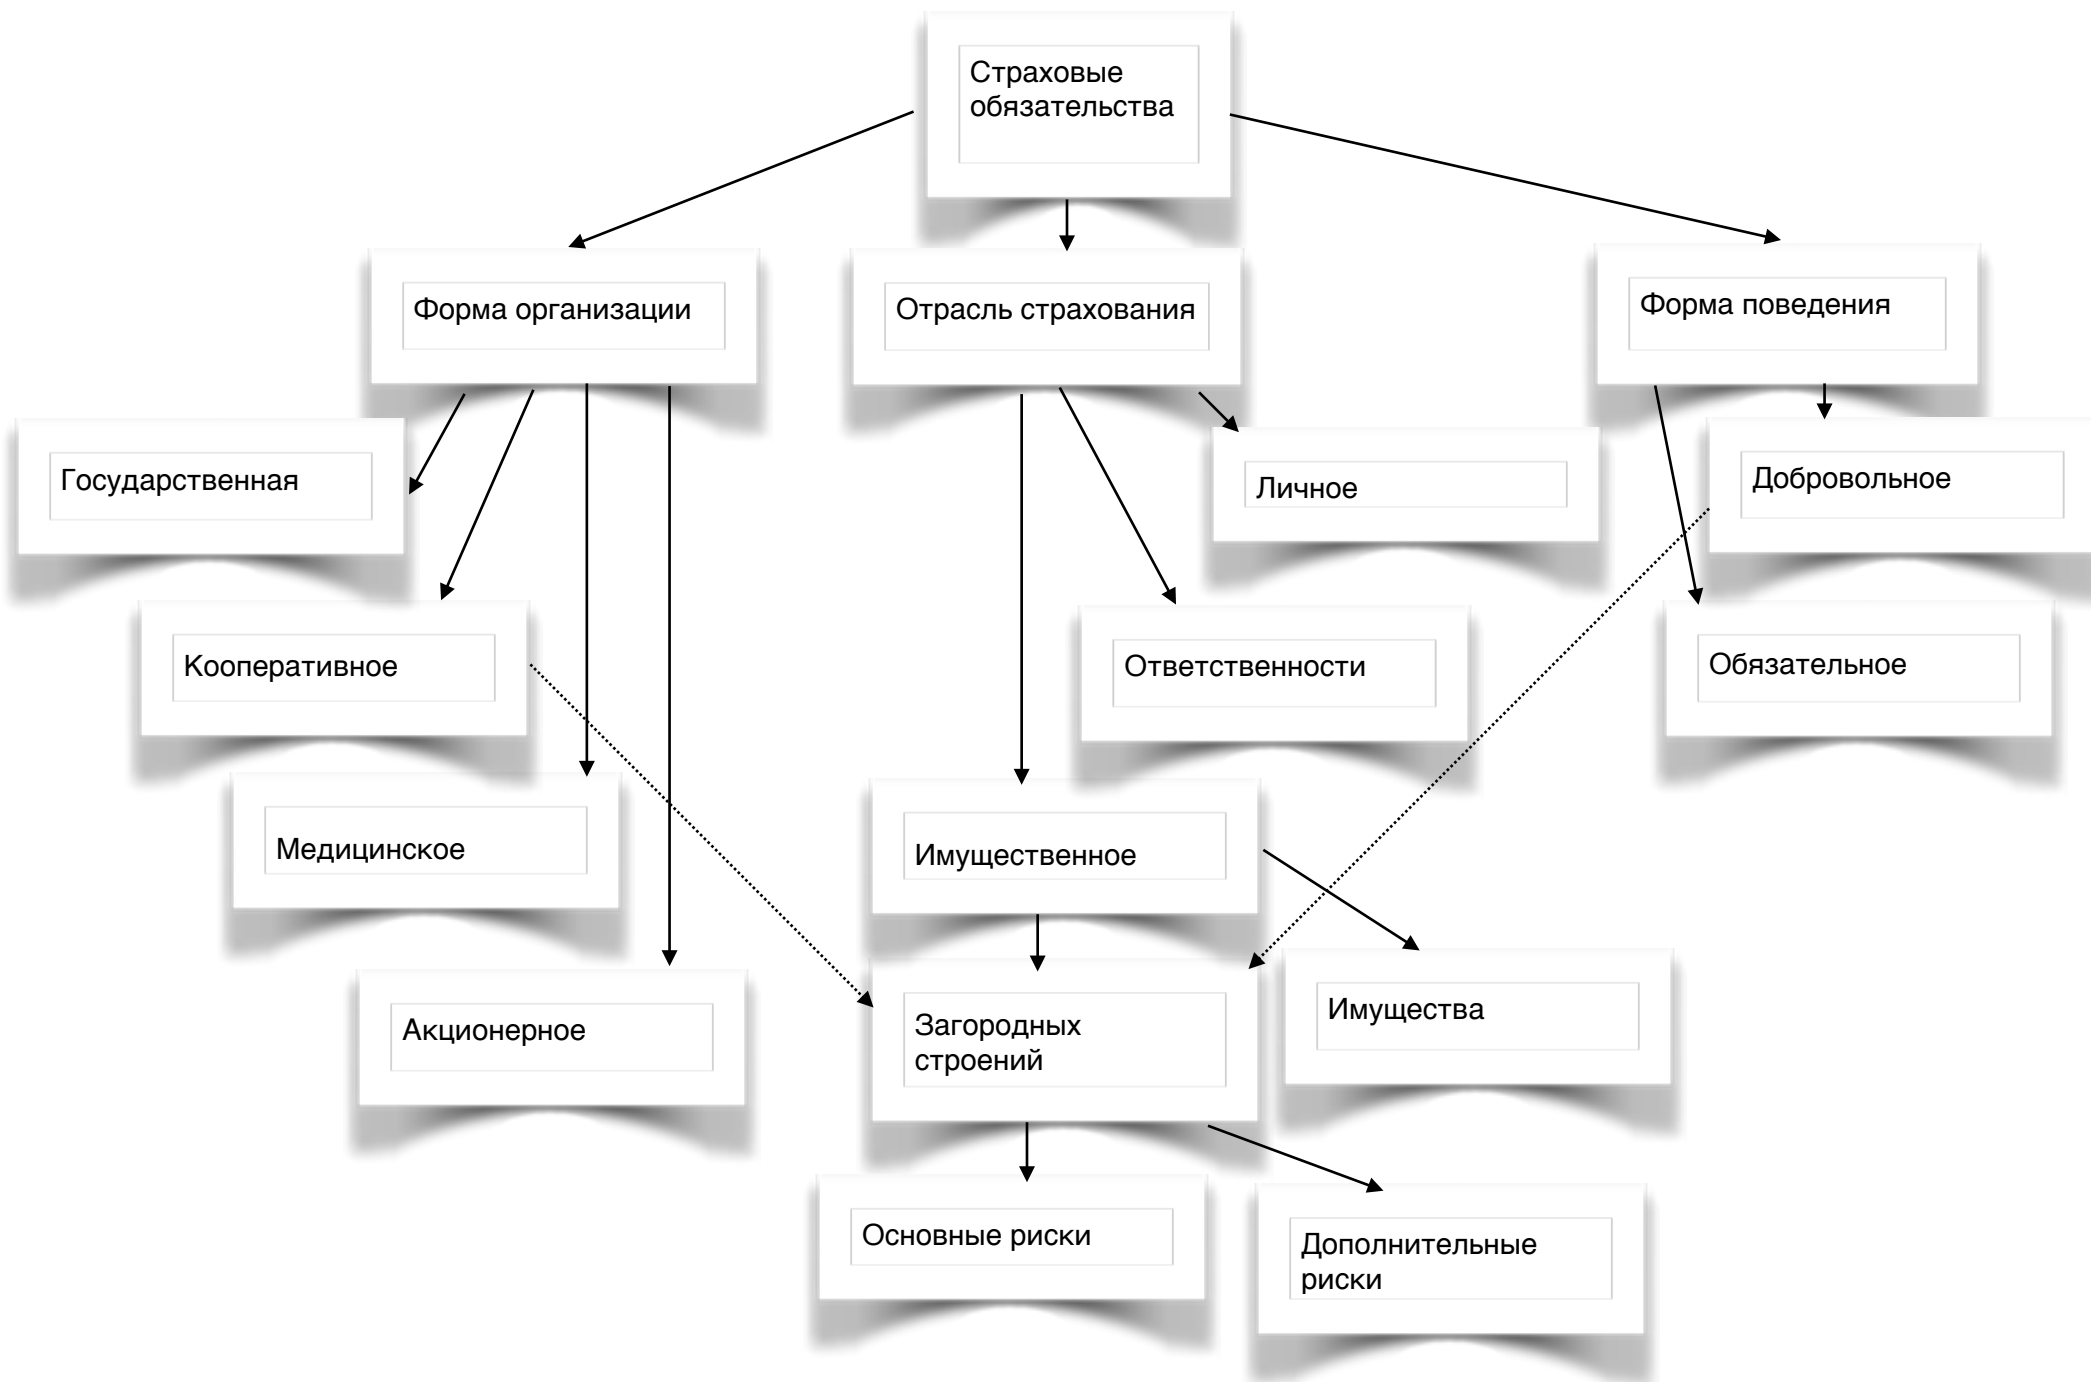 Страховые
обязательства
Форма организации
Отрасль страхования
Форма поведения
Государственная
Личное
Добровольное
Кооперативное
Ответственности
Обязательное
Медицинское
Имущественное
Акционерное
Загородных
строений
Имущества
Основные риски
Дополнительные
риски